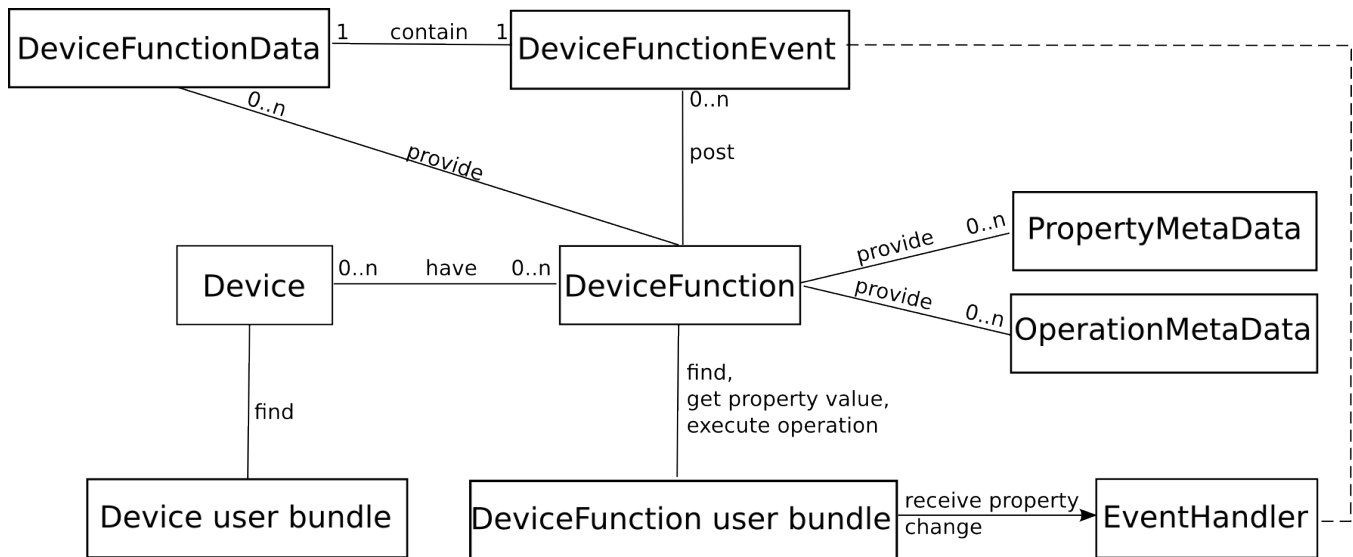 DeviceFunctionData
1 contain 1
DeviceFunctionEvent
0..n
0..n
provide
post
Device
0..n have 0..n
DeviceFunction
provide 0..n
PropertyMetaData
provide 0..n
OperationMetaData
find
find,
get property value,
execute operation
Device user bundle
DeviceFunction user bundle
receive property
change
EventHandler